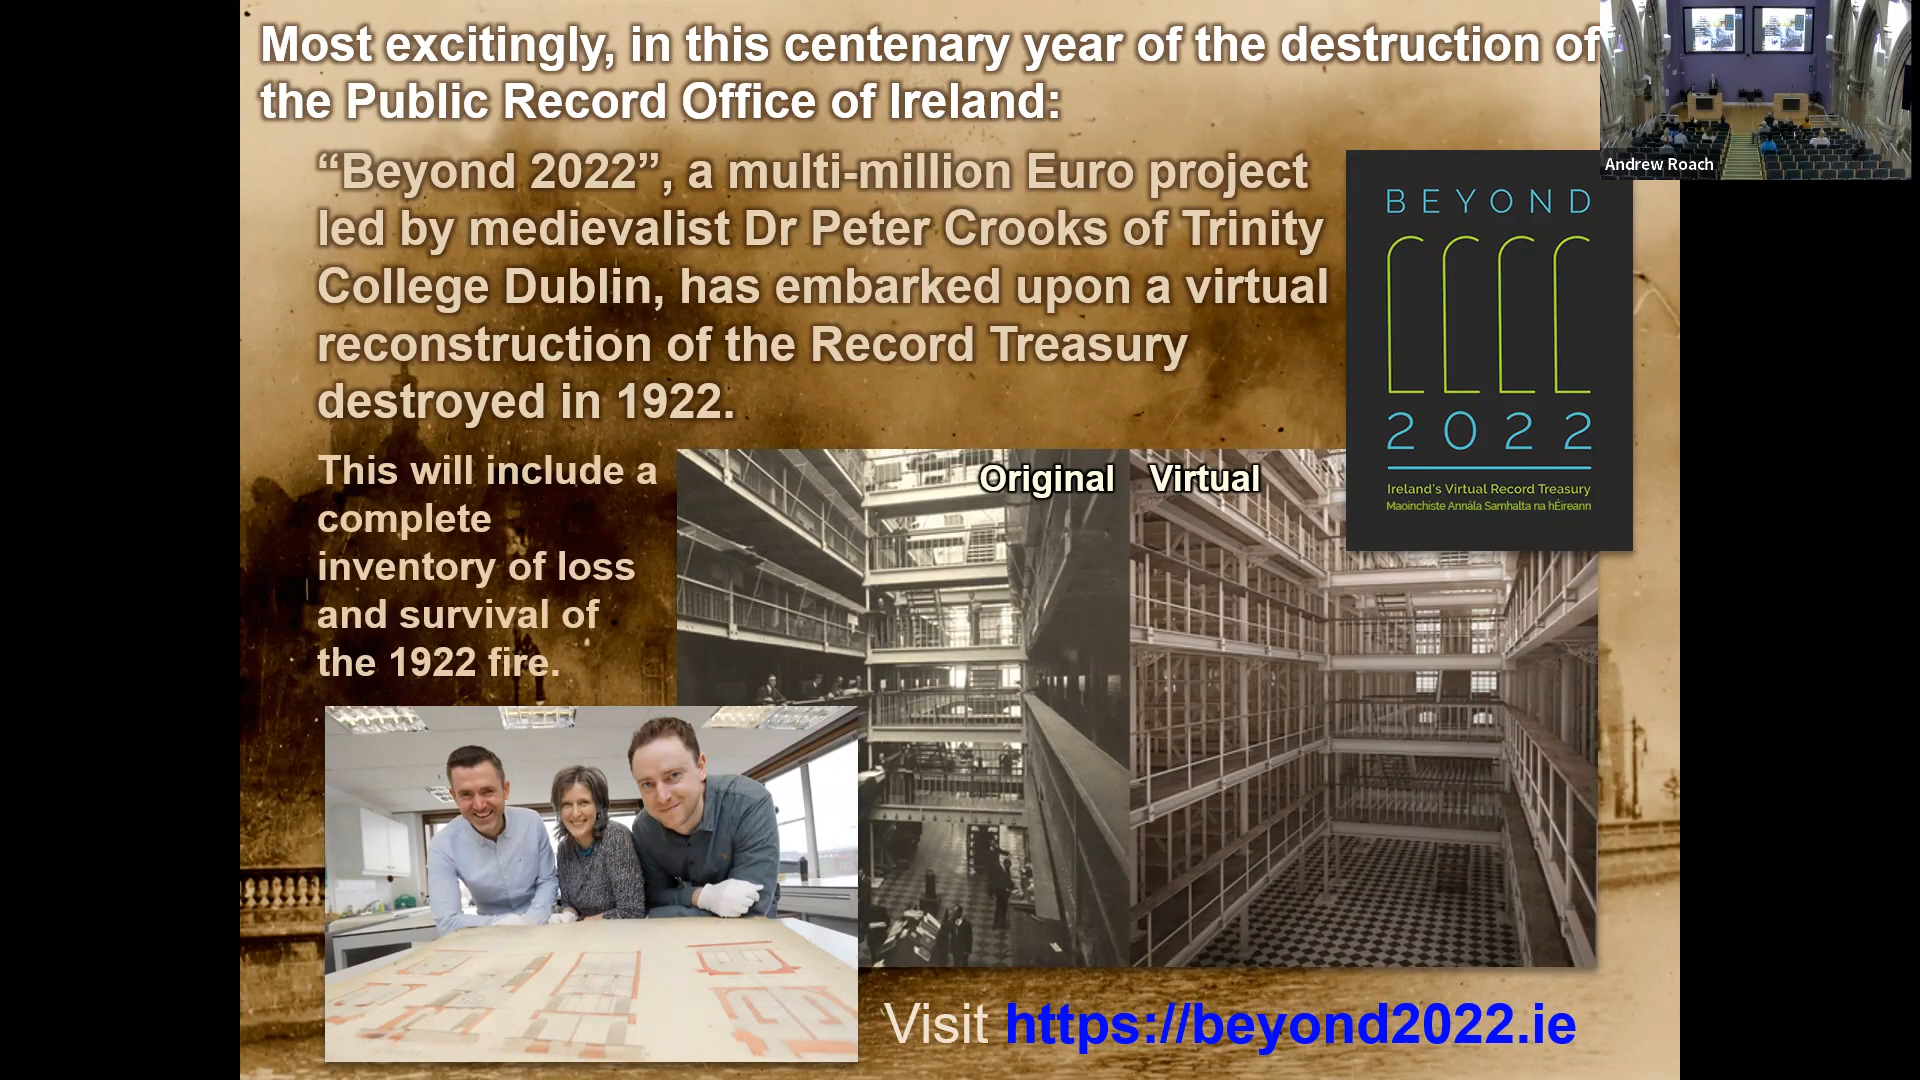 Most excitingly, in this centenary year of the destruction of
the Public Record Office of Ireland:
“Beyond 2022”, a multi-million Euro project
led by medievalist Dr Peter Crooks of Trinity
College Dublin, has embarked upon a virtual
reconstruction of the Record Treasury
destroyed in 1922.
This will include a
complete
inventory of loss
and survival of
the 1922 fire.
Original Virtual
BEYOND
2022
Ireland's Virtual Record Treasury
Maoinchiste Annála Samhalta na hÉireann
Andrew Roach
Visit https://beyond2022.ie